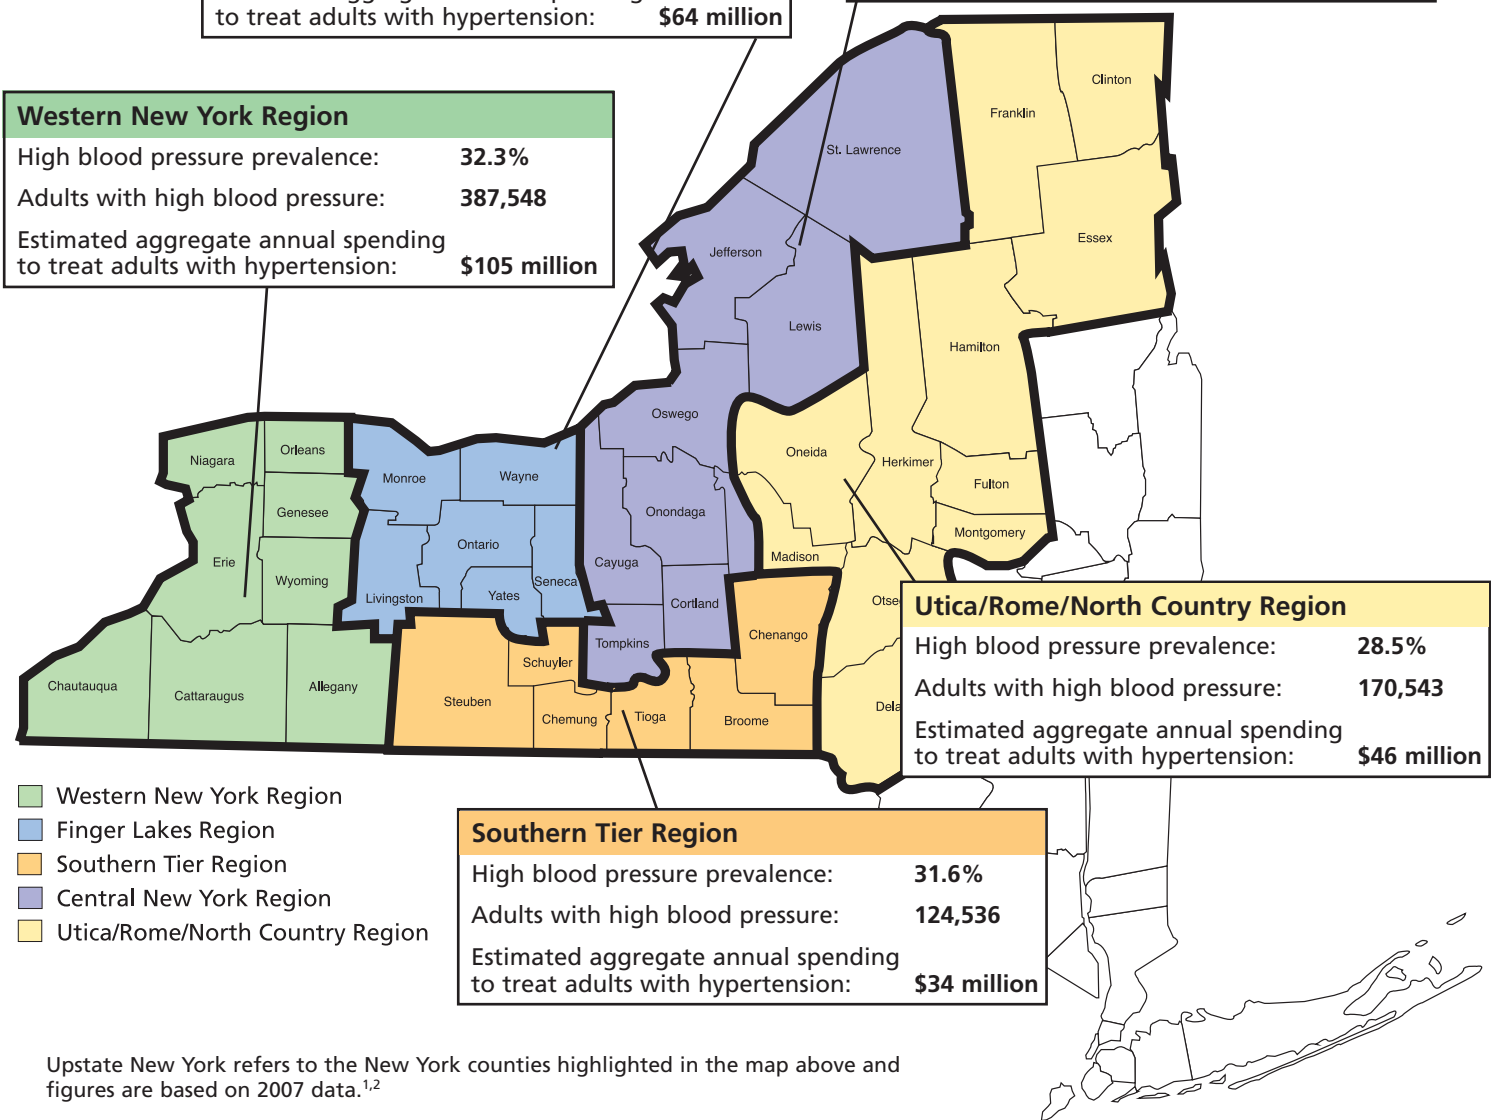 to treat adults with hypertension: $64 million
Western New York Region
High blood pressure prevalence: 32.3%
Adults with high blood pressure: 387,548
Estimated aggregate annual spending
to treat adults with hypertension: $105 million
Clinton
Franklin
St. Lawrence
Essex
Jefferson
Lewis
Hamilton
Oswego
Oneida
Herkimer
Fulton
Montgomery
Niagara
Orleans
Monroe
Wayne
Genesee
Onondaga
Ontario
Madison
Erie
Cayuga
Wyoming
Seneca
Livingston
Yates
Cortland
Otse
Chenango
Tompkins
Schuyler
Chautauqua
Cattaraugus
Allegany
Steuben
Chemung
Tioga
Broome
Dela
Utica/Rome/North Country Region
High blood pressure prevalence: 28.5%
Adults with high blood pressure: 170,543
Estimated aggregate annual spending
to treat adults with hypertension: $46 million
Western New York Region
Finger Lakes Region
Southern Tier Region
Central New York Region
Utica/Rome/North Country Region
Southern Tier Region
High blood pressure prevalence: 31.6%
Adults with high blood pressure: 124,536
Estimated aggregate annual spending
to treat adults with hypertension: $34 million
Upstate New York refers to the New York counties highlighted in the map above and
figures are based on 2007 data.1,2